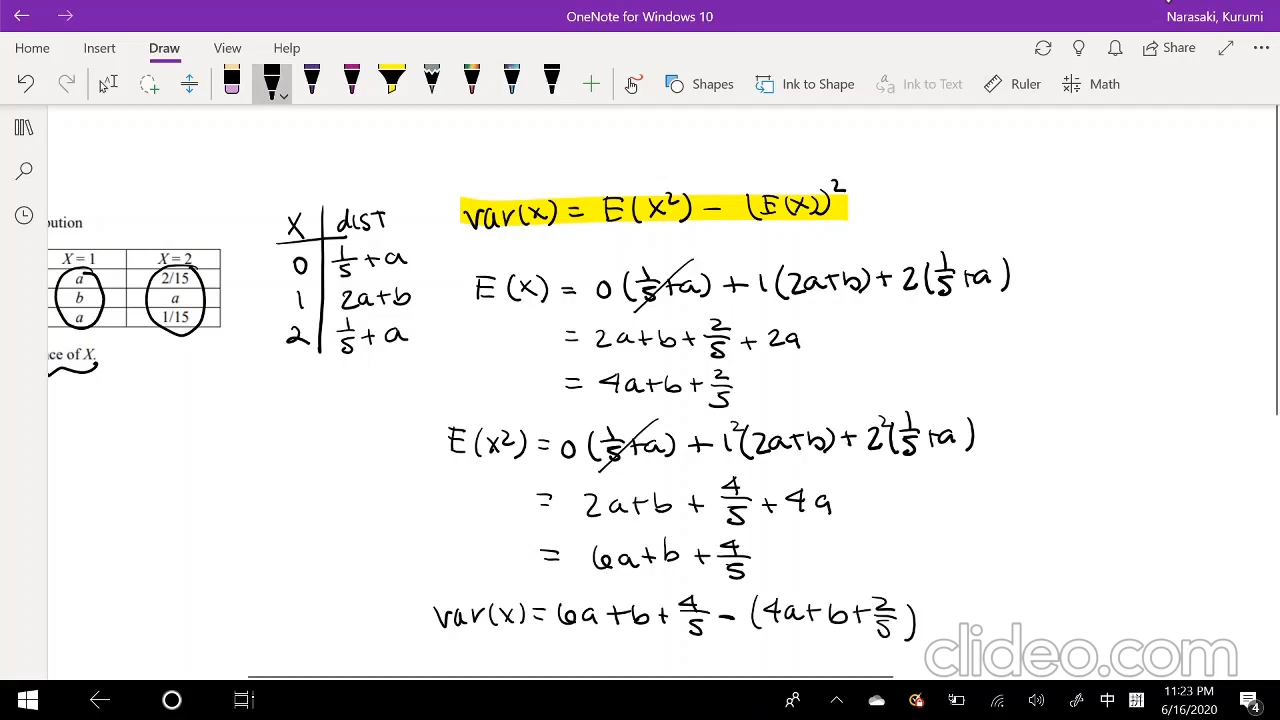 OneNote for Windows 10
Narasaki, Kurumi
Home Insert Draw View Help Share
Shapes Ink to Shape Ink to Text Ruler Math
var(x) = E(X²) − (E(X))²
bution
X = 1 X = 2
a 2/15
b a
a 1/15
ce of X.
X dist
0 1/5 + a
1 2a+b
2 1/5 + a
E(X) = 0(1/5+a) + 1(2a+b) + 2(1/5+a)
= 2a+b+2/5+2a
= 4a+b+2/5
E(X²) = 0(1/5+a) + 1²(2a+b) + 2²(1/5+a)
= 2a+b+4/5+4a
= 6a+b+4/5
var(x) = 6a+b+4/5 − (4a+b+2/5)
clideo.com
中
11:23 PM
6/16/2020
4